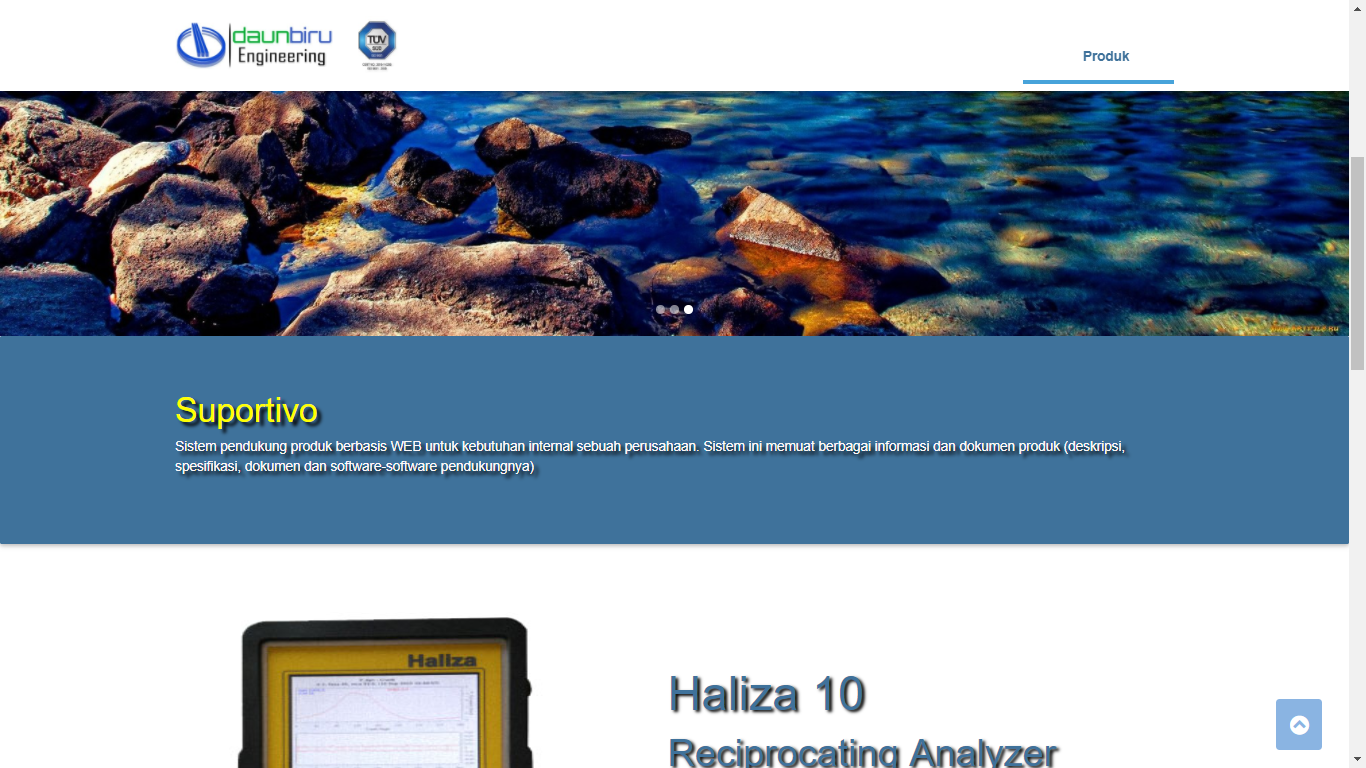 daunbiru
Engineering
TÜV
Produk
Suportivo
Sistem pendukung produk berbasis WEB untuk kebutuhan internal sebuah perusahaan. Sistem ini memuat berbagai informasi dan dokumen produk (deskripsi,
spesifikasi, dokumen dan software-software pendukungnya)
Haliza
Haliza 10
Reciprocating Analyzer